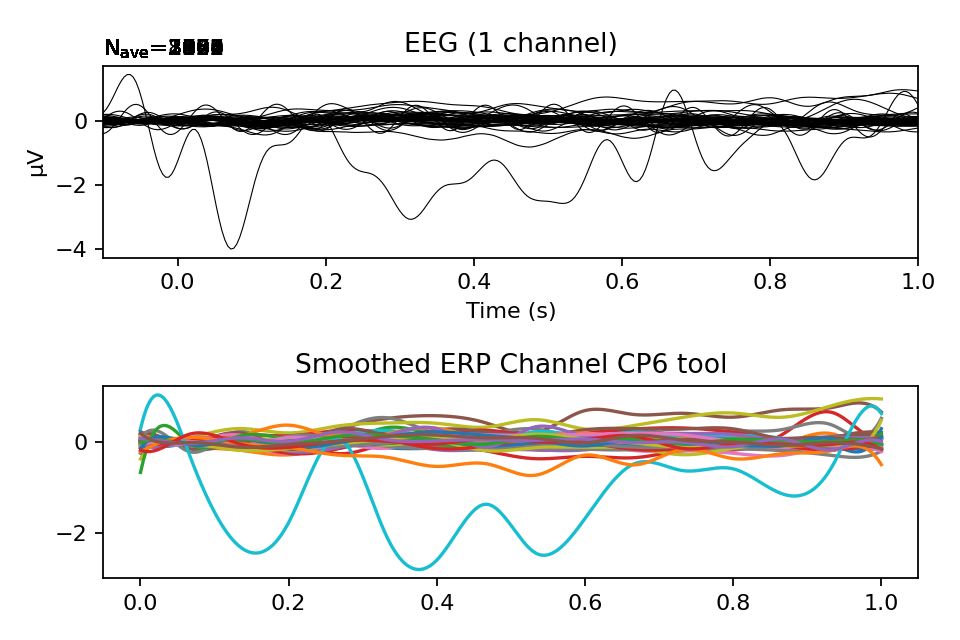 EEG (1 channel)
Nave=
µV
0
−2
−4
0.0 0.2 0.4 0.6 0.8 1.0
Time (s)
Smoothed ERP Channel CP6 tool
0
−2
0.0 0.2 0.4 0.6 0.8 1.0